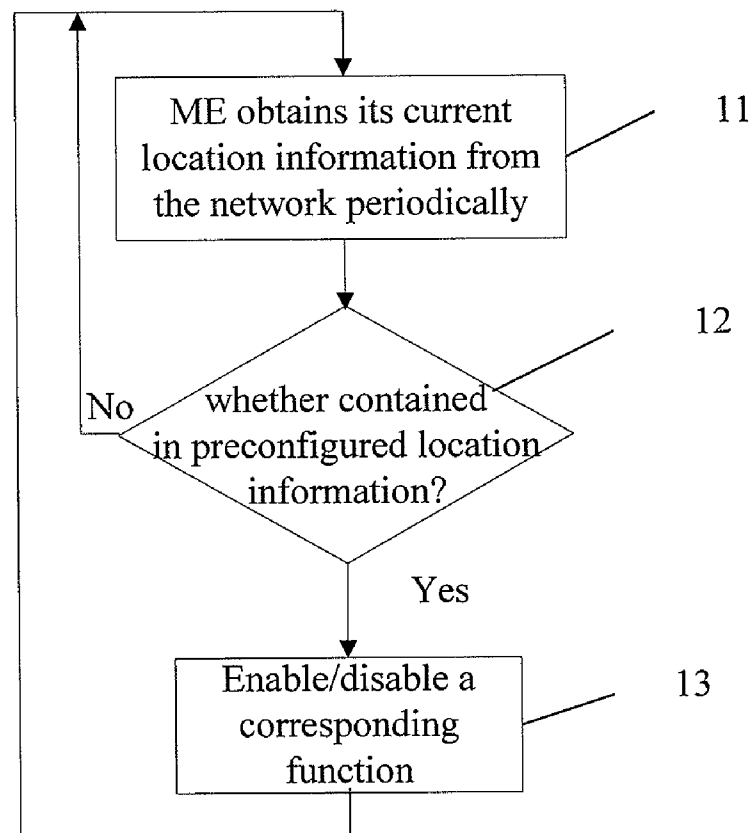 ME obtains its current
11
location information from
the network periodically
12
No
whether contained
in preconfigured location
information?
Yes
Enable/disable a
13
corresponding
function